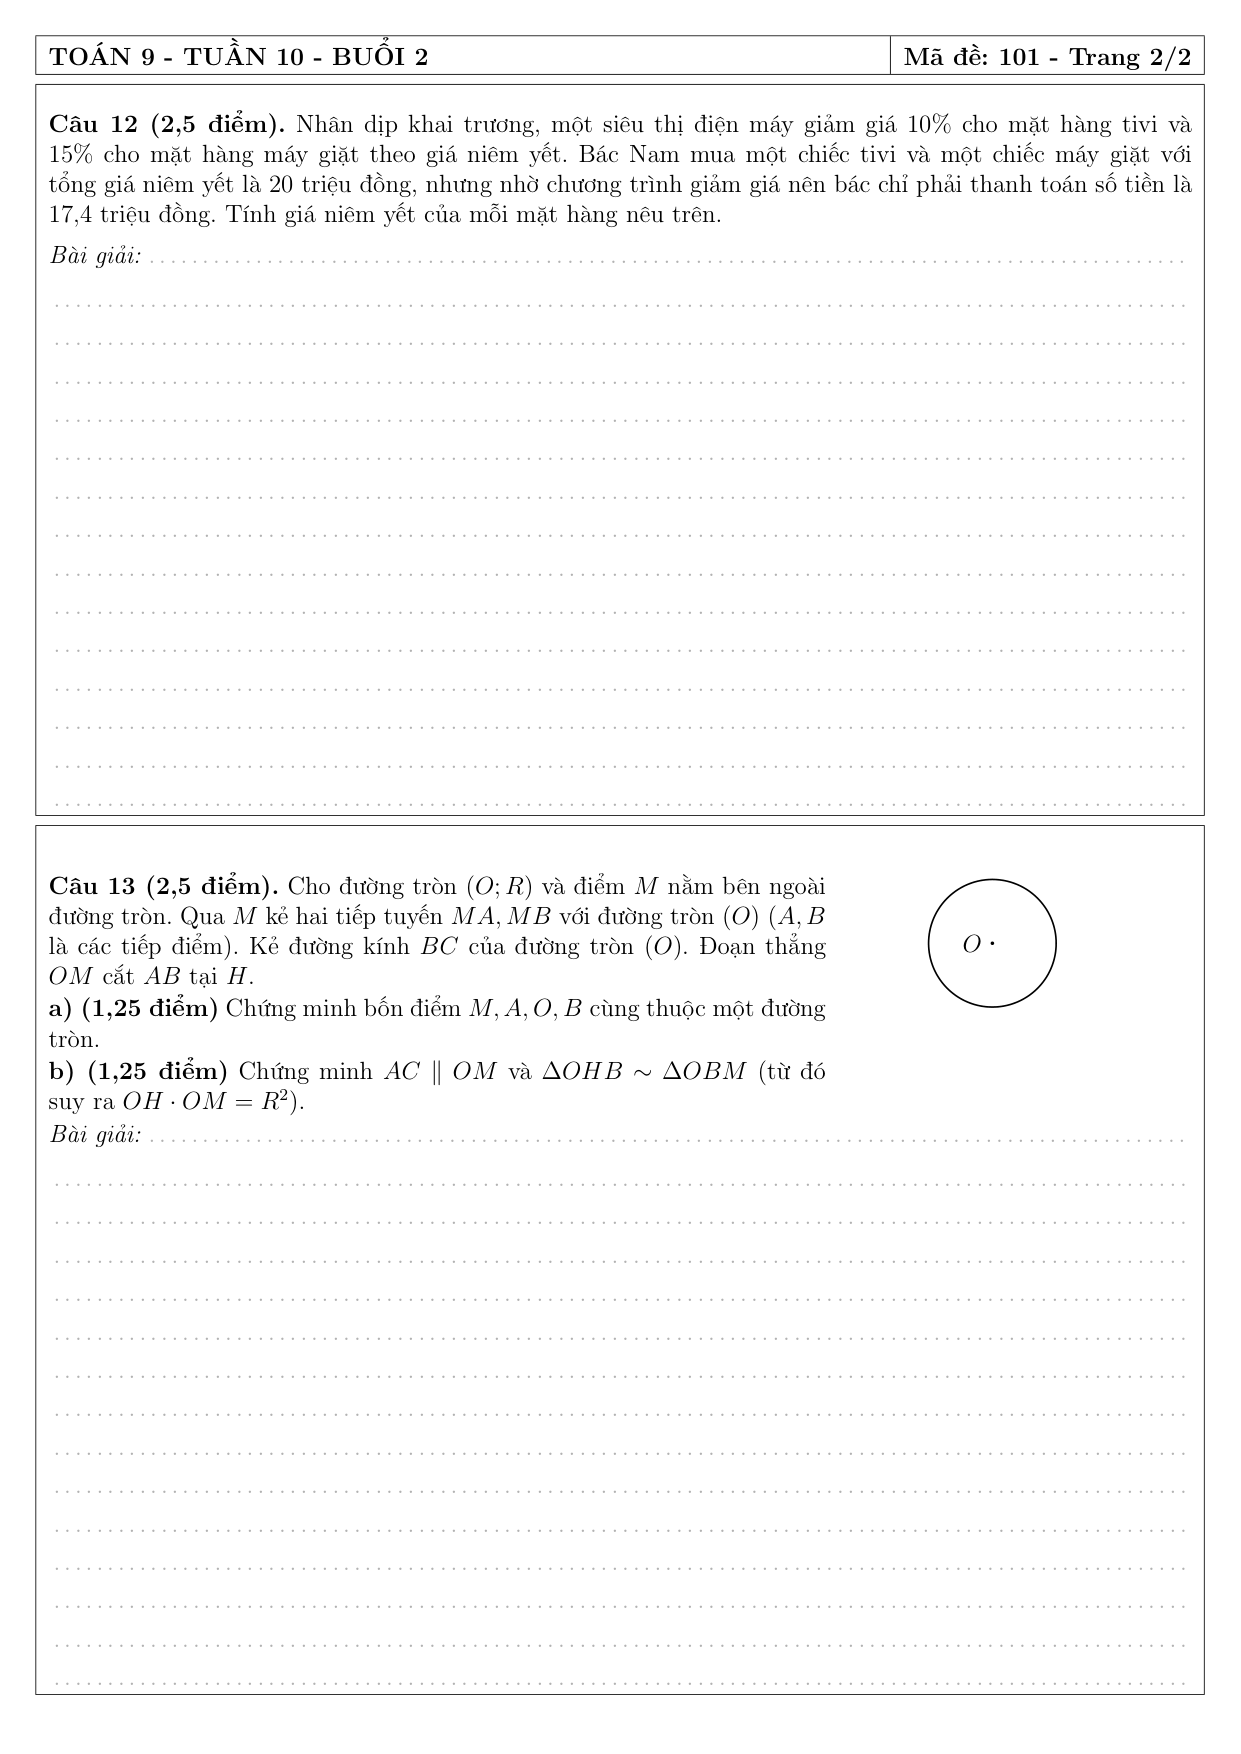 TOÁN 9 - TUẦN 10 - BUỔI 2
Mã đề: 101 - Trang 2/2
Câu 12 (2,5 điểm). Nhân dịp khai trương, một siêu thị điện máy giảm giá 10% cho mặt hàng tivi và
15% cho mặt hàng máy giặt theo giá niêm yết. Bác Nam mua một chiếc tivi và một chiếc máy giặt với
tổng giá niêm yết là 20 triệu đồng, nhưng nhờ chương trình giảm giá nên bác chỉ phải thanh toán số tiền là
17,4 triệu đồng. Tính giá niêm yết của mỗi mặt hàng nêu trên.
Bài giải:
Câu 13 (2,5 điểm). Cho đường tròn (O; R) và điểm M nằm bên ngoài
đường tròn. Qua M kẻ hai tiếp tuyến MA, MB với đường tròn (O) (A, B
là các tiếp điểm). Kẻ đường kính BC của đường tròn (O). Đoạn thẳng
OM cắt AB tại H.
a) (1,25 điểm) Chứng minh bốn điểm M, A, O, B cùng thuộc một đường
tròn.
b) (1,25 điểm) Chứng minh AC ∥ OM và ΔOHB ∼ ΔOBM (từ đó
suy ra OH · OM = R²).
O
Bài giải: